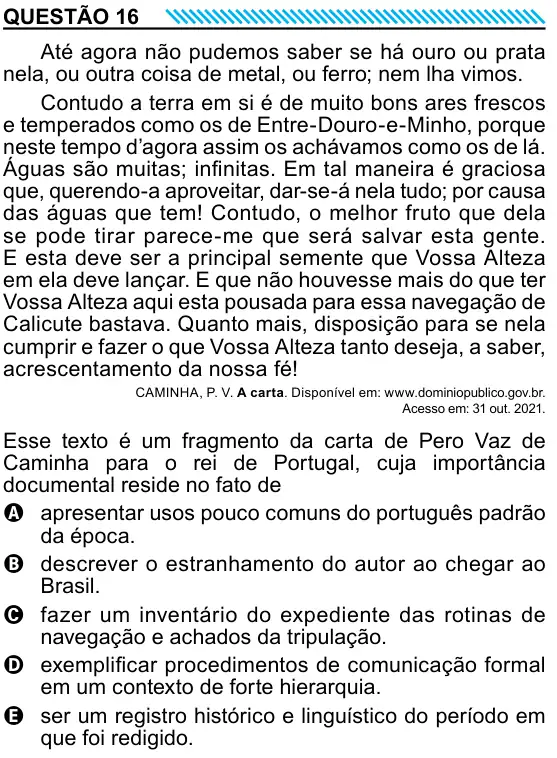 QUESTÃO 16
Até agora não pudemos saber se há ouro ou prata
nela, ou outra coisa de metal, ou ferro; nem lha vimos.
Contudo a terra em si é de muito bons ares frescos
e temperados como os de Entre-Douro-e-Minho, porque
neste tempo d'agora assim os achávamos como os de lá.
Águas são muitas; infinitas. Em tal maneira é graciosa
que, querendo-a aproveitar, dar-se-á nela tudo; por causa
das águas que tem! Contudo, o melhor fruto que dela
se pode tirar parece-me que será salvar esta gente.
E esta deve ser a principal semente que Vossa Alteza
em ela deve lançar. E que não houvesse mais do que ter
Vossa Alteza aqui esta pousada para essa navegação de
Calicute bastava. Quanto mais, disposição para se nela
cumprir e fazer o que Vossa Alteza tanto deseja, a saber,
acrescentamento da nossa fé!
CAMINHA, P. V. A carta. Disponível em: www.dominiopublico.gov.br.
Acesso em: 31 out. 2021.
Esse texto é um fragmento da carta de Pero Vaz de
Caminha para o rei de Portugal, cuja importância
documental reside no fato de
A apresentar usos pouco comuns do português padrão
da época.
B descrever o estranhamento do autor ao chegar ao
Brasil.
C fazer um inventário do expediente das rotinas de
navegação e achados da tripulação.
D exemplificar procedimentos de comunicação formal
em um contexto de forte hierarquia.
E ser um registro histórico e linguístico do período em
que foi redigido.